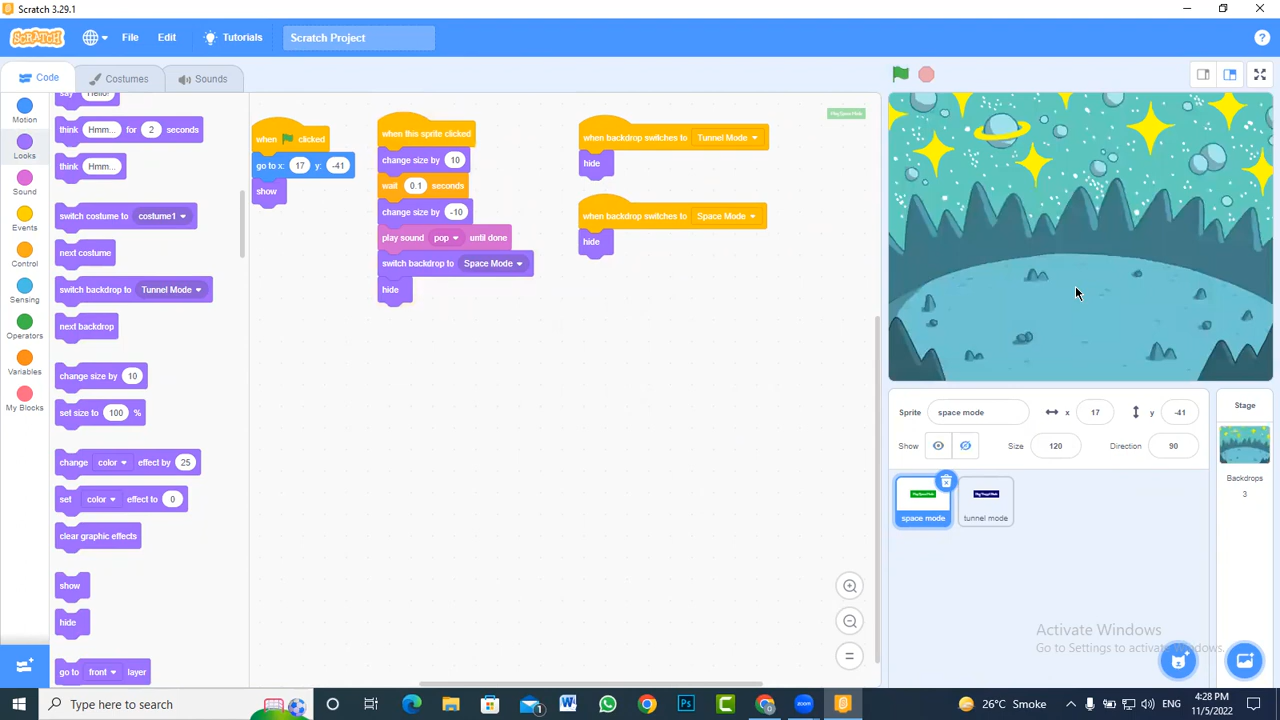 Scratch 3.29.1
SCRATCH
File
Edit
Tutorials
Scratch Project
?
Code
Costumes
Sounds
Motion
Looks
Sound
Events
Control
Sensing
Operators
Variables
My Blocks
say Hello!
think Hmm... for 2 seconds
think Hmm...
switch costume to costume1
next costume
switch backdrop to Tunnel Mode
next backdrop
change size by 10
set size to 100 %
change color effect by 25
set color effect to 0
clear graphic effects
show
hide
go to front layer
when clicked
go to x: 17 y: -41
show
when this sprite clicked
change size by 10
wait 0.1 seconds
change size by -10
play sound pop until done
switch backdrop to Space Mode
hide
when backdrop switches to Tunnel Mode
hide
when backdrop switches to Space Mode
hide
Sprite space mode x 17 y -41
Show Size 120 Direction 90
space mode
tunnel mode
Stage
Backdrops
3
Activate Windows
Go to Settings to activate Windows.
Type here to search
1
W
Ps
C
zoom
26°C Smoke
ENG
4:28 PM
11/5/2022